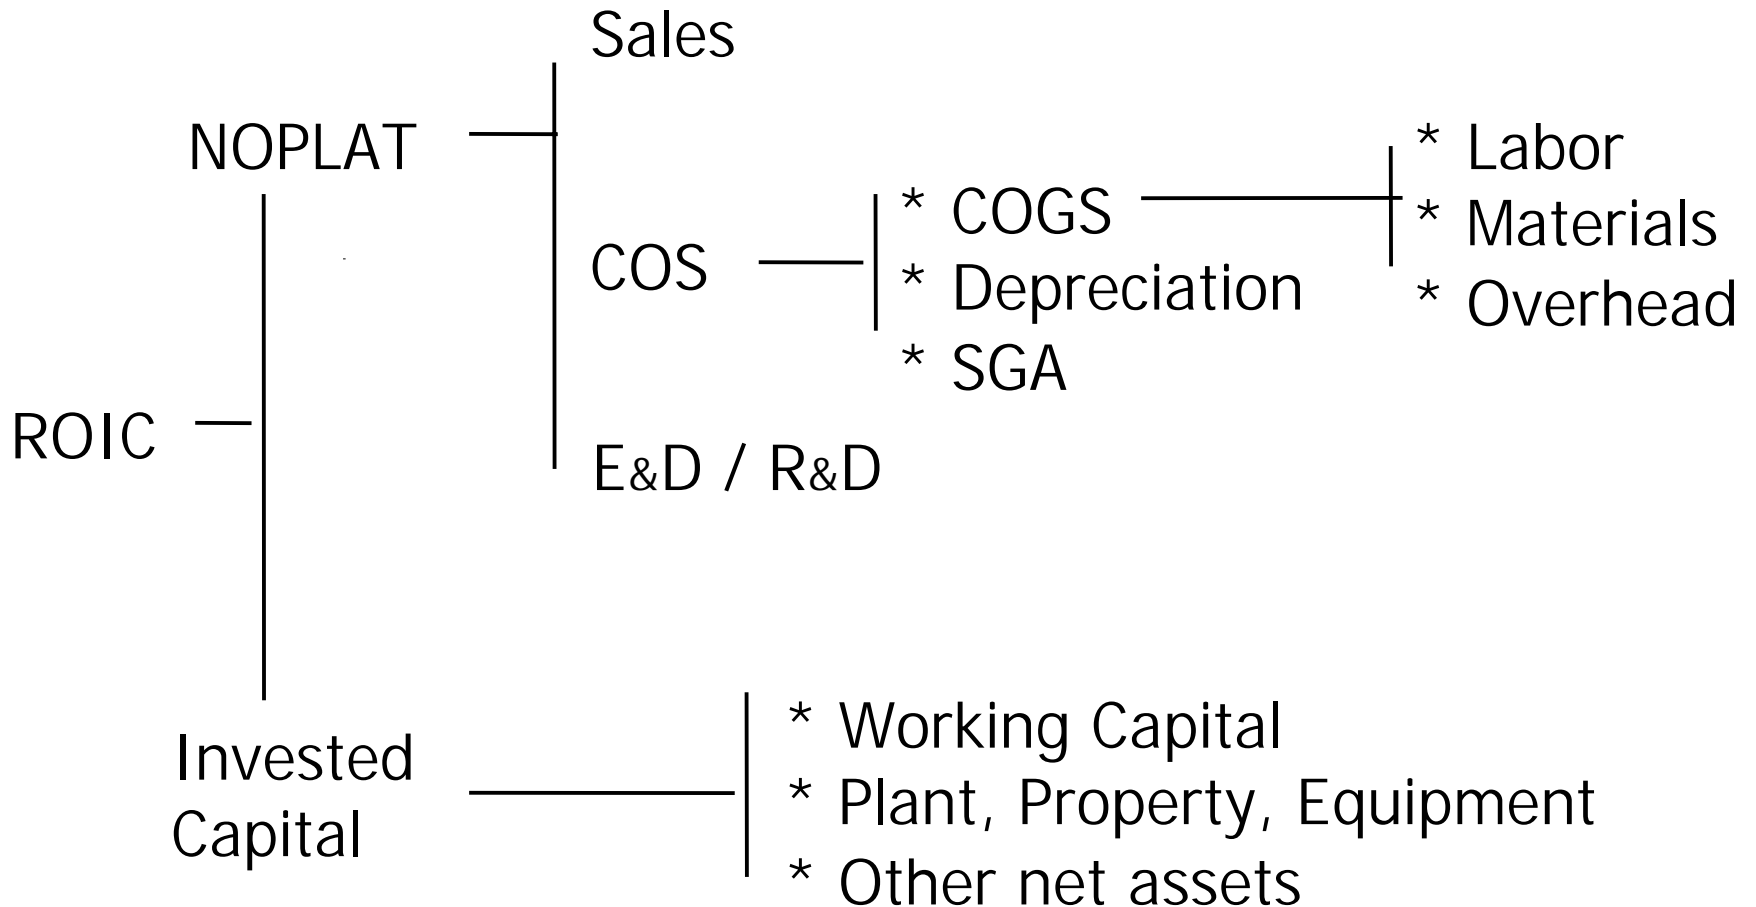 Sales
NOPLAT
* Labor
* COGS
* Materials
COS
* Depreciation
* Overhead
* SGA
ROIC
E&D / R&D
* Working Capital
Invested
Capital
* Plant, Property, Equipment
* Other net assets